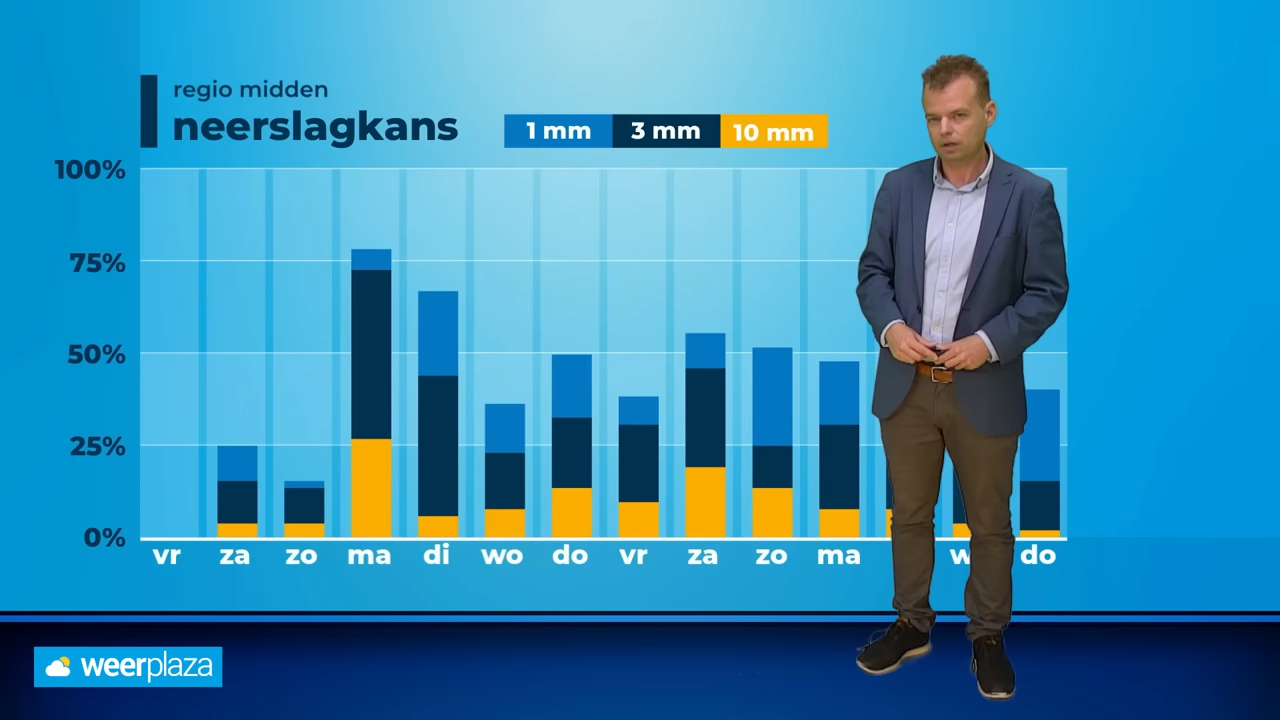 regio midden
neerslagkans
1 mm 3 mm 10 mm
100%
75%
50%
25%
0%
vr za zo ma di wo do vr za zo ma do
weerplaza